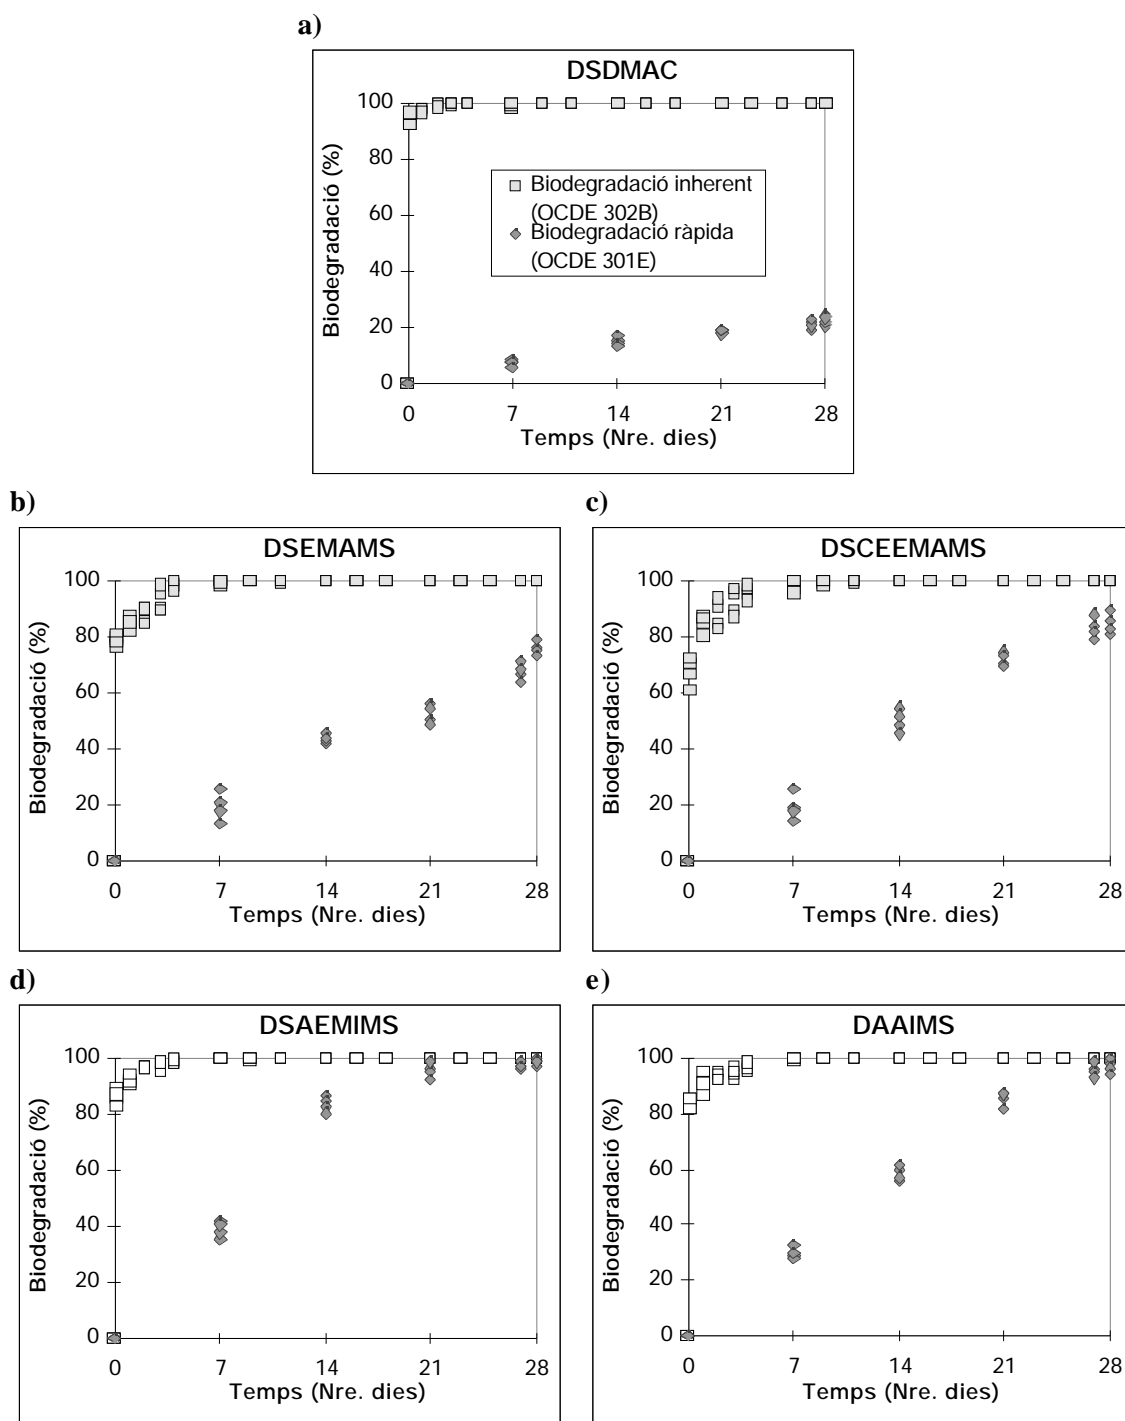 a)
DSDMAC
100
80
60
40
20
0
Biodegradació (%)
Biodegradació inherent
(OCDE 302B)
Biodegradació ràpida
(OCDE 301E)
0 7 14 21 28
Temps (Nre. dies)
b)
DSEMAMS
100
80
60
40
20
0
Biodegradació (%)
0 7 14 21 28
Temps (Nre. dies)
c)
DSCEEMAMS
100
80
60
40
20
0
Biodegradació (%)
0 7 14 21 28
Temps (Nre. dies)
d)
DSAEMIMS
100
80
60
40
20
0
Biodegradació (%)
0 7 14 21 28
Temps (Nre. dies)
e)
DAAIMS
100
80
60
40
20
0
Biodegradació (%)
0 7 14 21 28
Temps (Nre. dies)